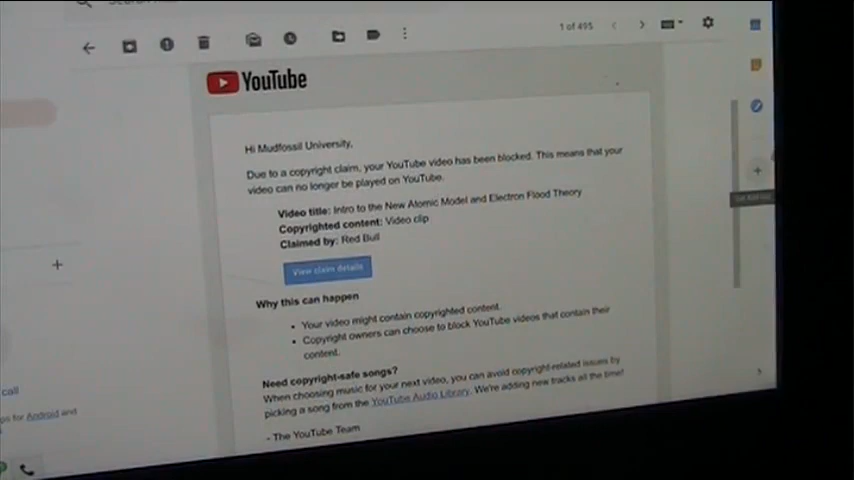 1 of 495
YouTube
Hi Mudfossil University,
Due to a copyright claim, your YouTube video has been blocked. This means that your
video can no longer be played on YouTube.
Video title: Intro to the New Atomic Model and Electron Flood Theory
Copyrighted content: Video clip
Claimed by: Red Bull
View claim details
Why this can happen
• Your video might contain copyrighted content.
• Copyright owners can choose to block YouTube videos that contain their
content.
Need copyright-safe songs?
When choosing music for your next video, you can avoid copyright-related issues by
picking a song from the YouTube Audio Library. We're adding new tracks all the time!
- The YouTube Team
call
for Android and